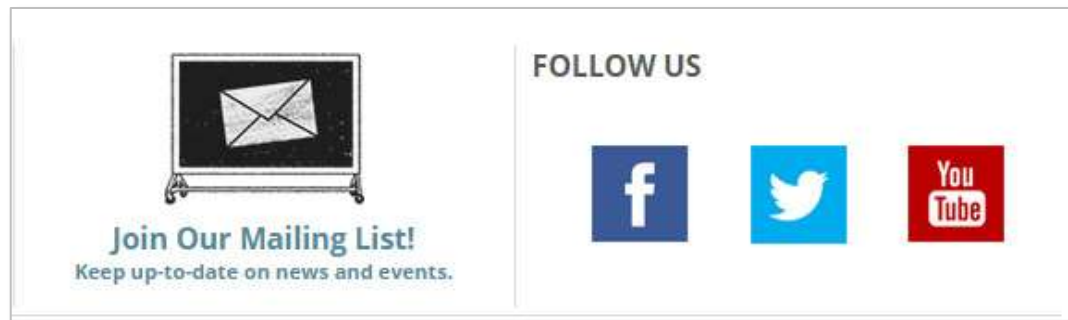 Join Our Mailing List!
Keep up-to-date on news and events.
FOLLOW US
f
You
Tube